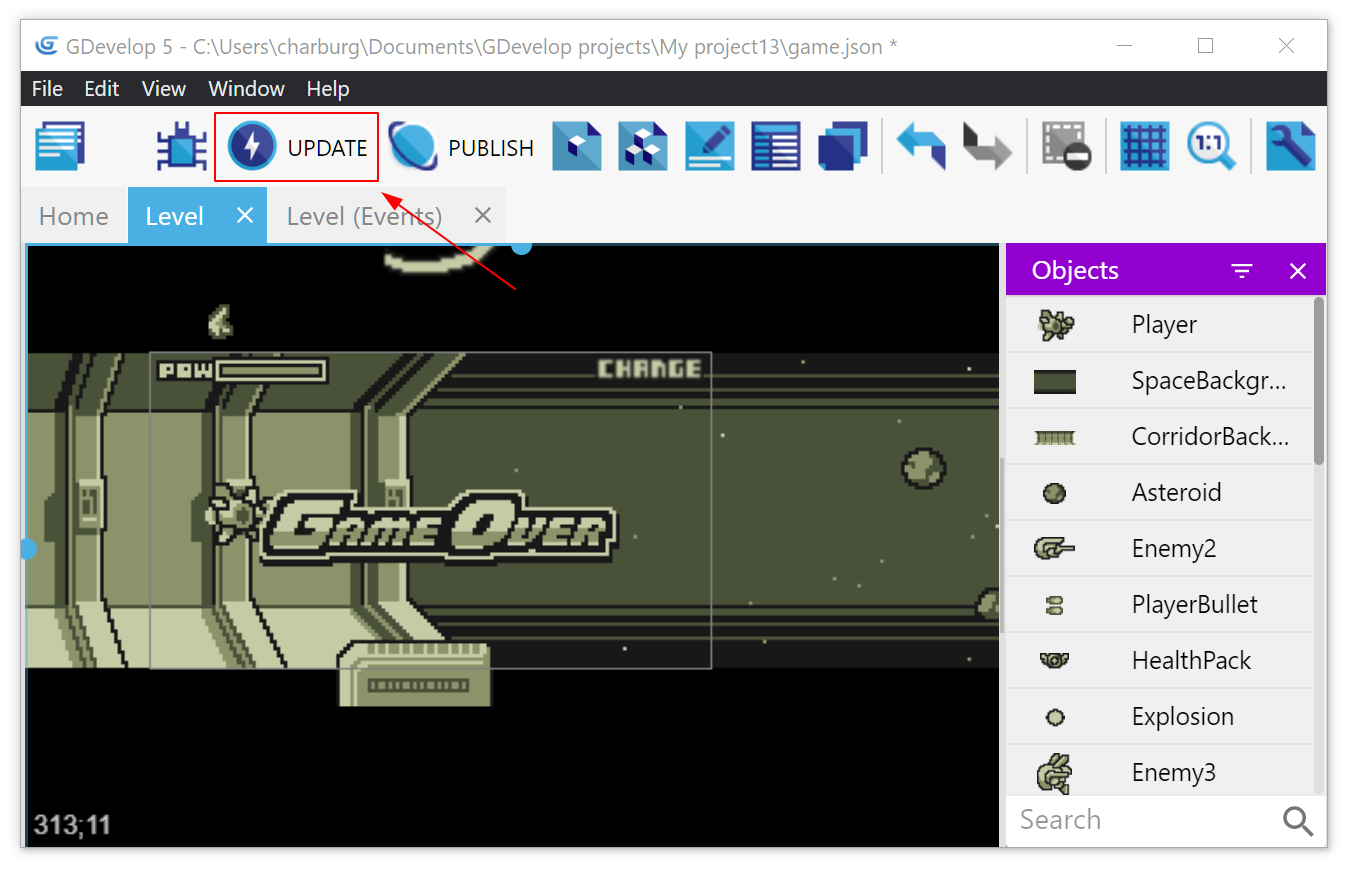 GDevelop 5 - C:\Users\charburg\Documents\GDevelop projects\My project13\game.json *
File Edit View Window Help
UPDATE PUBLISH 1:1
Home Level Level (Events)
Objects
POW CHARGE
Player
SpaceBackgr...
CorridorBack...
Asteroid
GAME OVER
Enemy2
PlayerBullet
HealthPack
Explosion
Enemy3
313;11
Search